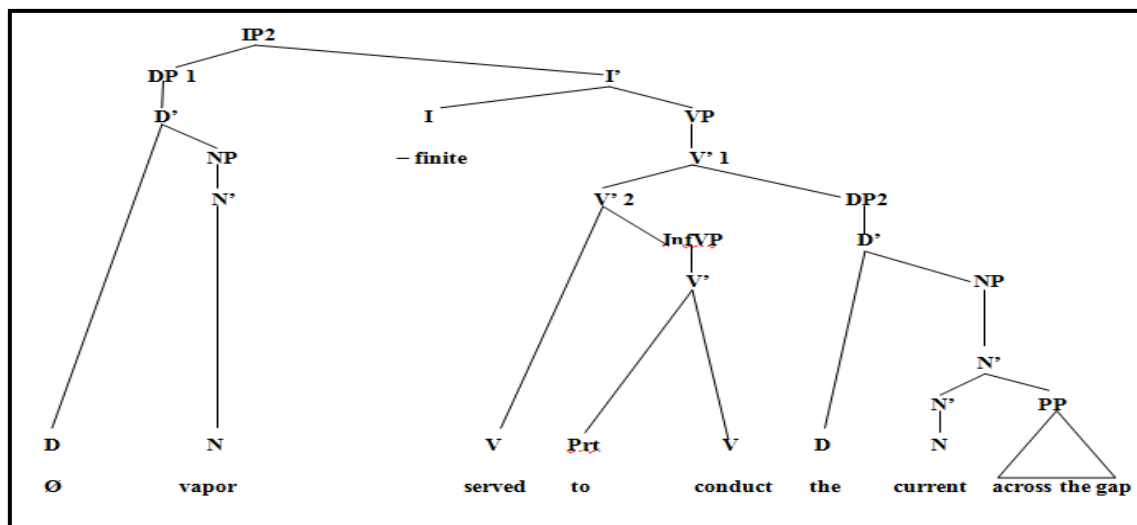 IP2
DP 1 I’
D’ I VP
NP – finite V’ 1
N’ V’ 2 DP2
InfVP D’
V’ NP
N’
N’ PP
D N V Prt V D N
Ø vapor served to conduct the current across the gap